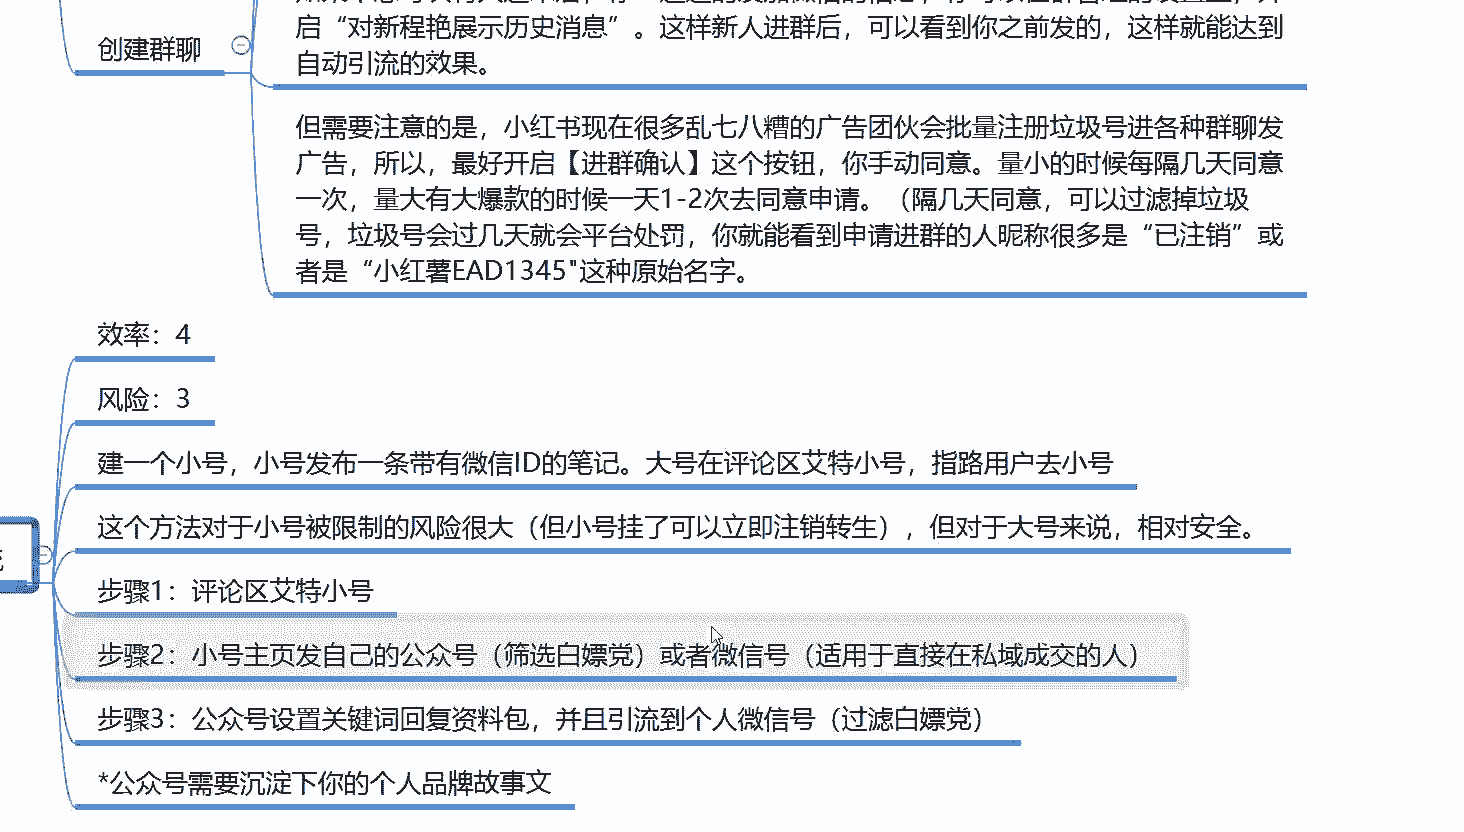 创建群聊
启“对新程艳展示历史消息”。这样新人进群后，可以看到你之前发的，这样就能达到
自动引流的效果。
但需要注意的是，小红书现在很多乱七八糟的广告团伙会批量注册垃圾号进各种群聊发
广告，所以，最好开启【进群确认】这个按钮，你手动同意。量小的时候每隔几天同意
一次，量大有大爆款的时候一天1-2次去同意申请。（隔几天同意，可以过滤掉垃圾
号，垃圾号会过几天就会平台处罚，你就能看到申请进群的人昵称很多是“已注销”或
者是“小红薯EAD1345"这种原始名字。
效率：4
风险：3
建一个小号，小号发布一条带有微信ID的笔记。大号在评论区艾特小号，指路用户去小号
这个方法对于小号被限制的风险很大（但小号挂了可以立即注销转生），但对于大号来说，相对安全。
步骤1：评论区艾特小号
步骤2：小号主页发自己的公众号（筛选白嫖党）或者微信号（适用于直接在私域成交的人）
步骤3：公众号设置关键词回复资料包，并且引流到个人微信号（过滤白嫖党）
*公众号需要沉淀下你的个人品牌故事文